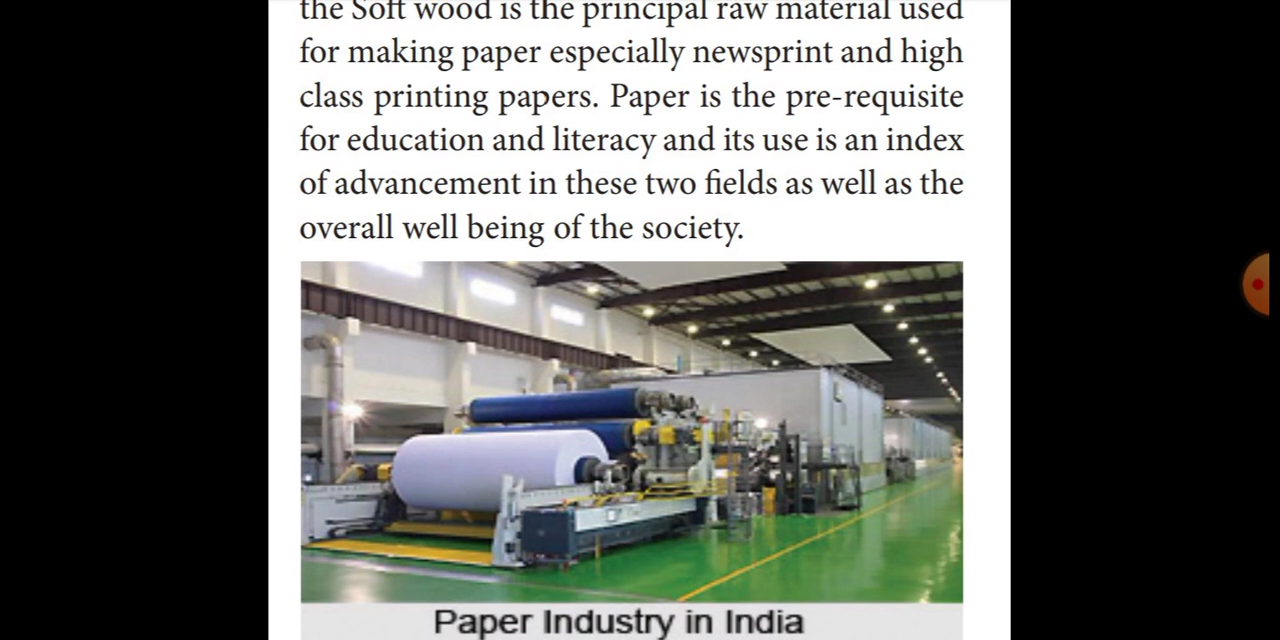 the Soft wood is the principal raw material used
for making paper especially newsprint and high
class printing papers. Paper is the pre-requisite
for education and literacy and its use is an index
of advancement in these two fields as well as the
overall well being of the society.
Paper Industry in India